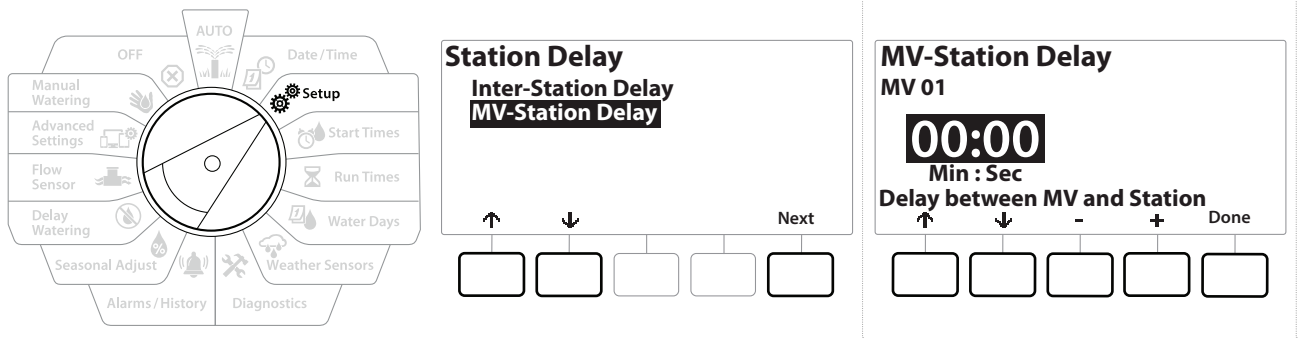 AUTO
OFF
Date / Time
Manual
Watering
Setup
Advanced
Settings
Start Times
Flow
Sensor
Run Times
Delay
Watering
Water Days
Seasonal Adjust
%
Weather Sensors
Alarms / History
Diagnostics
Station Delay
Inter-Station Delay
MV-Station Delay
↑ ↓ Next
MV-Station Delay
MV 01
00:00
Min : Sec
Delay between MV and Station
↑ ↓ - + Done